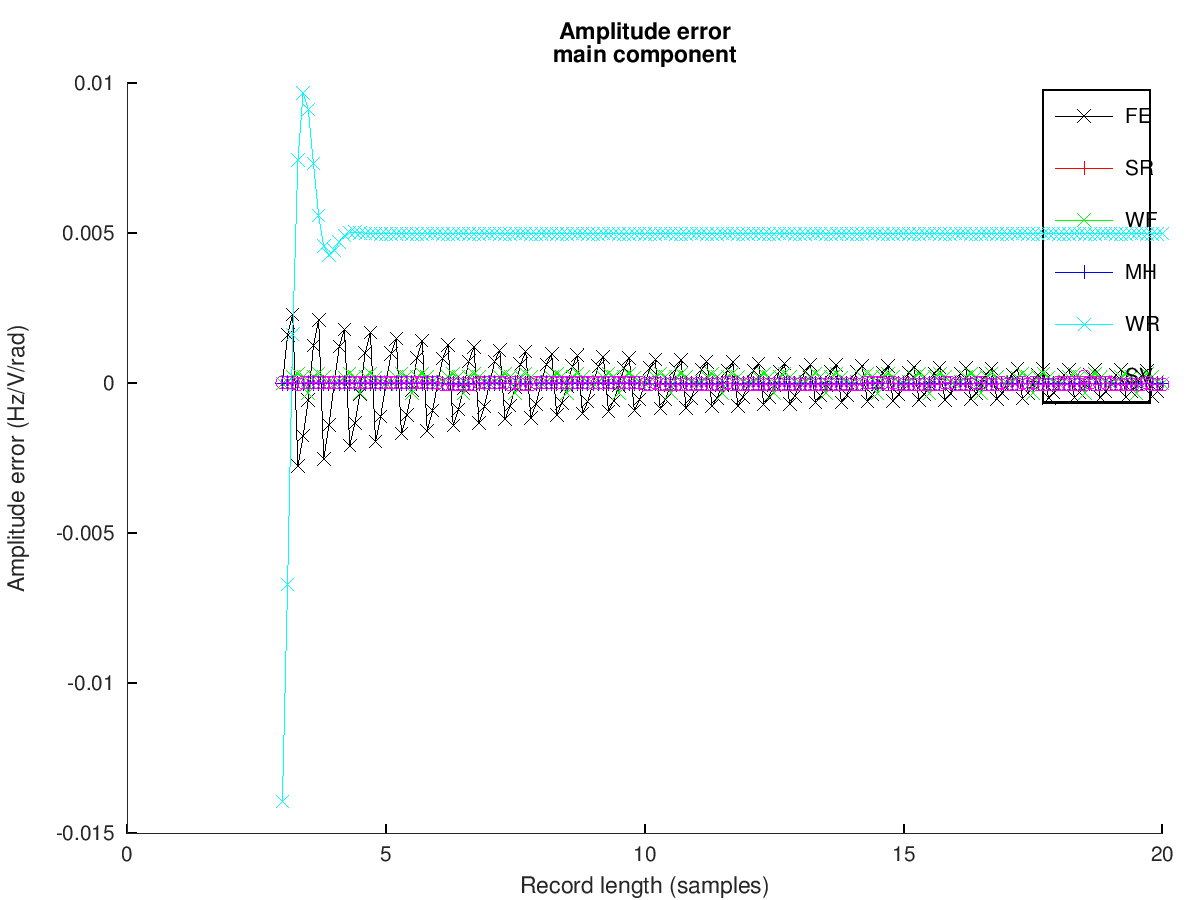 Amplitude error
main component
0.01
0.005
0
-0.005
-0.01
-0.015
0
5
10
15
20
Amplitude error (Hz/V/rad)
Record length (samples)
FE
SR
WF
MH
WR